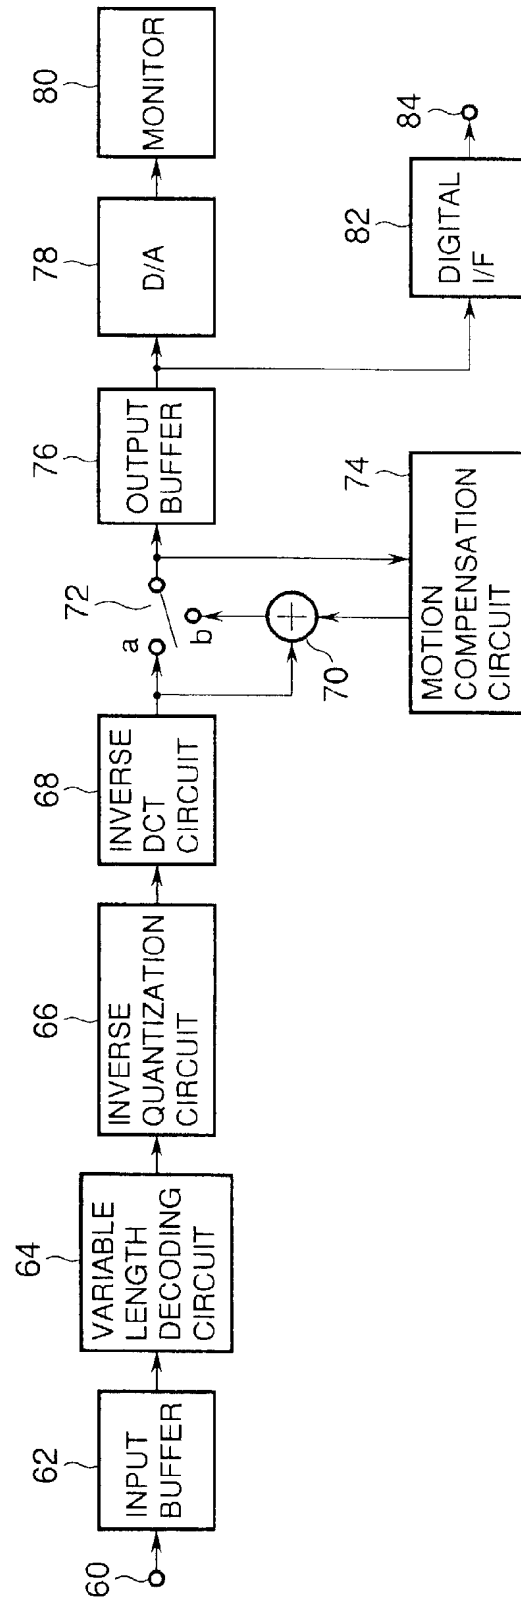 60
62
INPUT
BUFFER
64
VARIABLE
LENGTH
DECODING
CIRCUIT
66
INVERSE
QUANTIZATION
CIRCUIT
68
INVERSE
DCT
CIRCUIT
a
b
72
70
74
MOTION
COMPENSATION
CIRCUIT
76
OUTPUT
BUFFER
78
D/A
80
MONITOR
82
DIGITAL
I/F
84